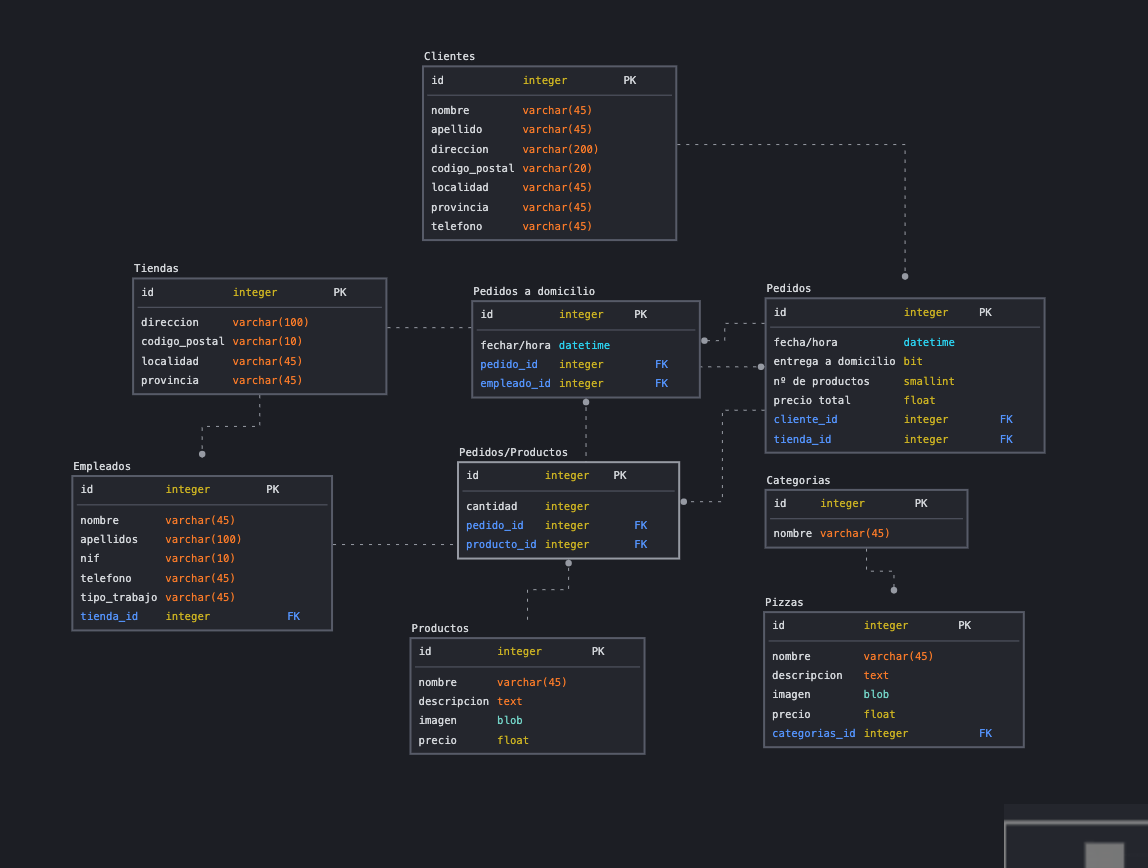 Clientes
id integer PK
nombre varchar(45)
apellido varchar(45)
direccion varchar(200)
codigo_postal varchar(20)
localidad varchar(45)
provincia varchar(45)
telefono varchar(45)
Tiendas
id integer PK
direccion varchar(100)
codigo_postal varchar(10)
localidad varchar(45)
provincia varchar(45)
Pedidos a domicilio
id integer PK
fechar/hora datetime
pedido_id integer FK
empleado_id integer FK
Pedidos
id integer PK
fecha/hora datetime
entrega a domicilio bit
nº de productos smallint
precio total float
cliente_id integer FK
tienda_id integer FK
Empleados
id integer PK
nombre varchar(45)
apellidos varchar(100)
nif varchar(10)
telefono varchar(45)
tipo_trabajo varchar(45)
tienda_id integer FK
Pedidos/Productos
id integer PK
cantidad integer
pedido_id integer FK
producto_id integer FK
Categorias
id integer PK
nombre varchar(45)
Productos
id integer PK
nombre varchar(45)
descripcion text
imagen blob
precio float
Pizzas
id integer PK
nombre varchar(45)
descripcion text
imagen blob
precio float
categorias_id integer FK